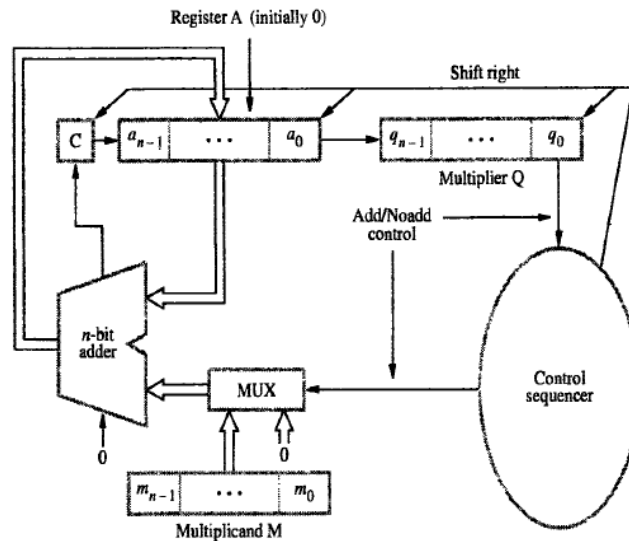 Register A (initially 0)
Shift right
C
a_{n-1} ... a_0
q_{n-1} ... q_0
Multiplier Q
Add/Noadd
control
n-bit
adder
MUX
Control
sequencer
0
0
m_{n-1} ... m_0
Multiplicand M